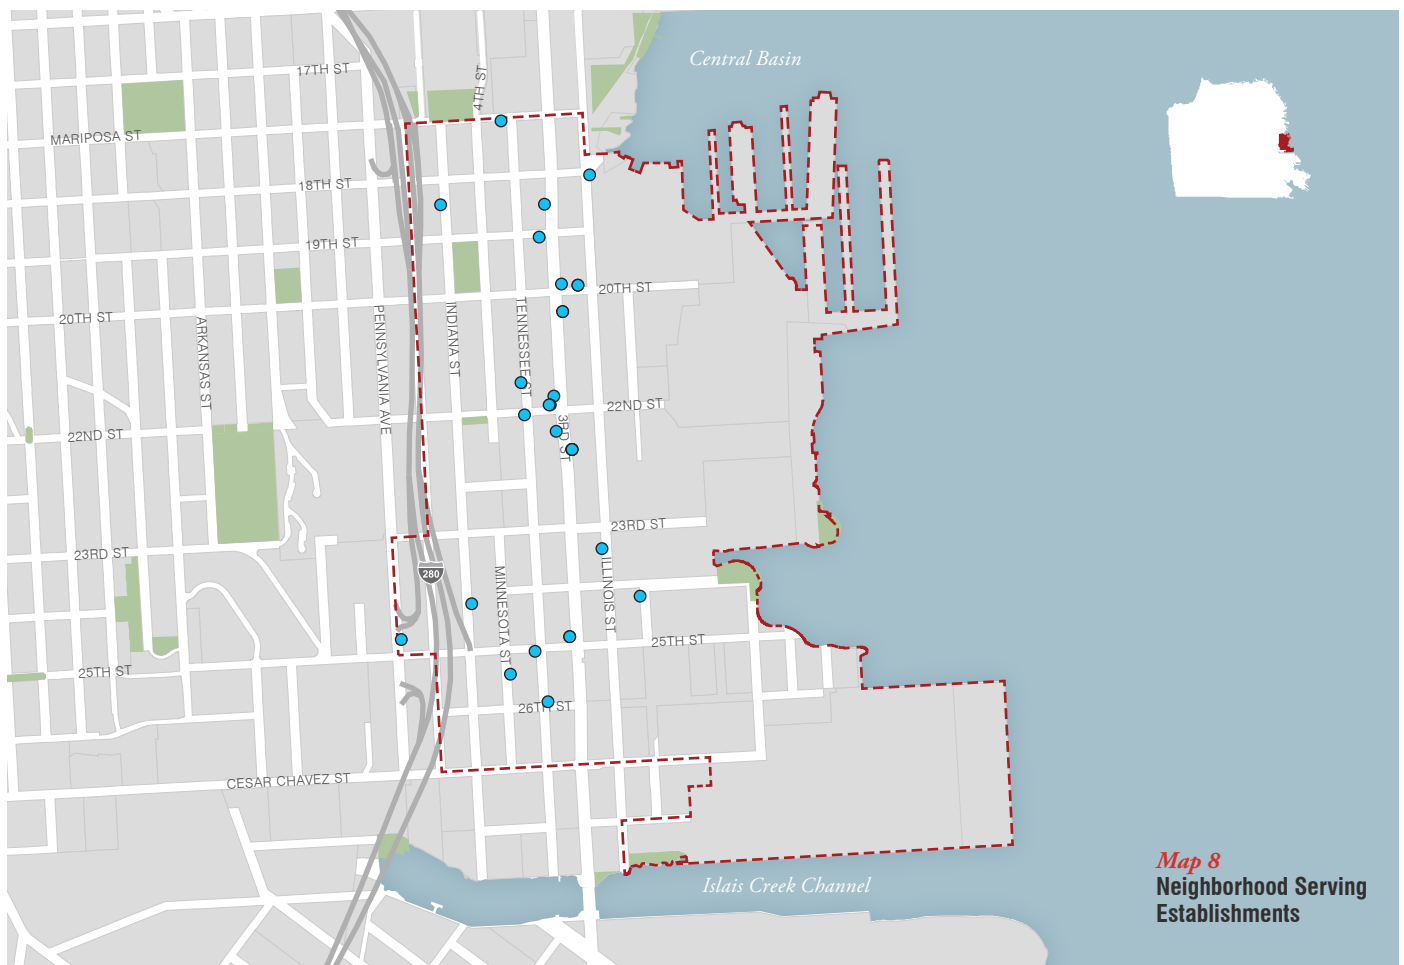 Central Basin
17TH ST
4TH ST
MARIPOSA ST
18TH ST
19TH ST
20TH ST
20TH ST
ARKANSAS ST
PENNSYLVANIA AVE
INDIANA ST
TENNESSEE ST
22ND ST
22ND ST
3RD ST
23RD ST
23RD ST
280
MINNESOTA ST
ILLINOIS ST
25TH ST
25TH ST
26TH ST
CESAR CHAVEZ ST
Islais Creek Channel
Map 8
Neighborhood Serving
Establishments